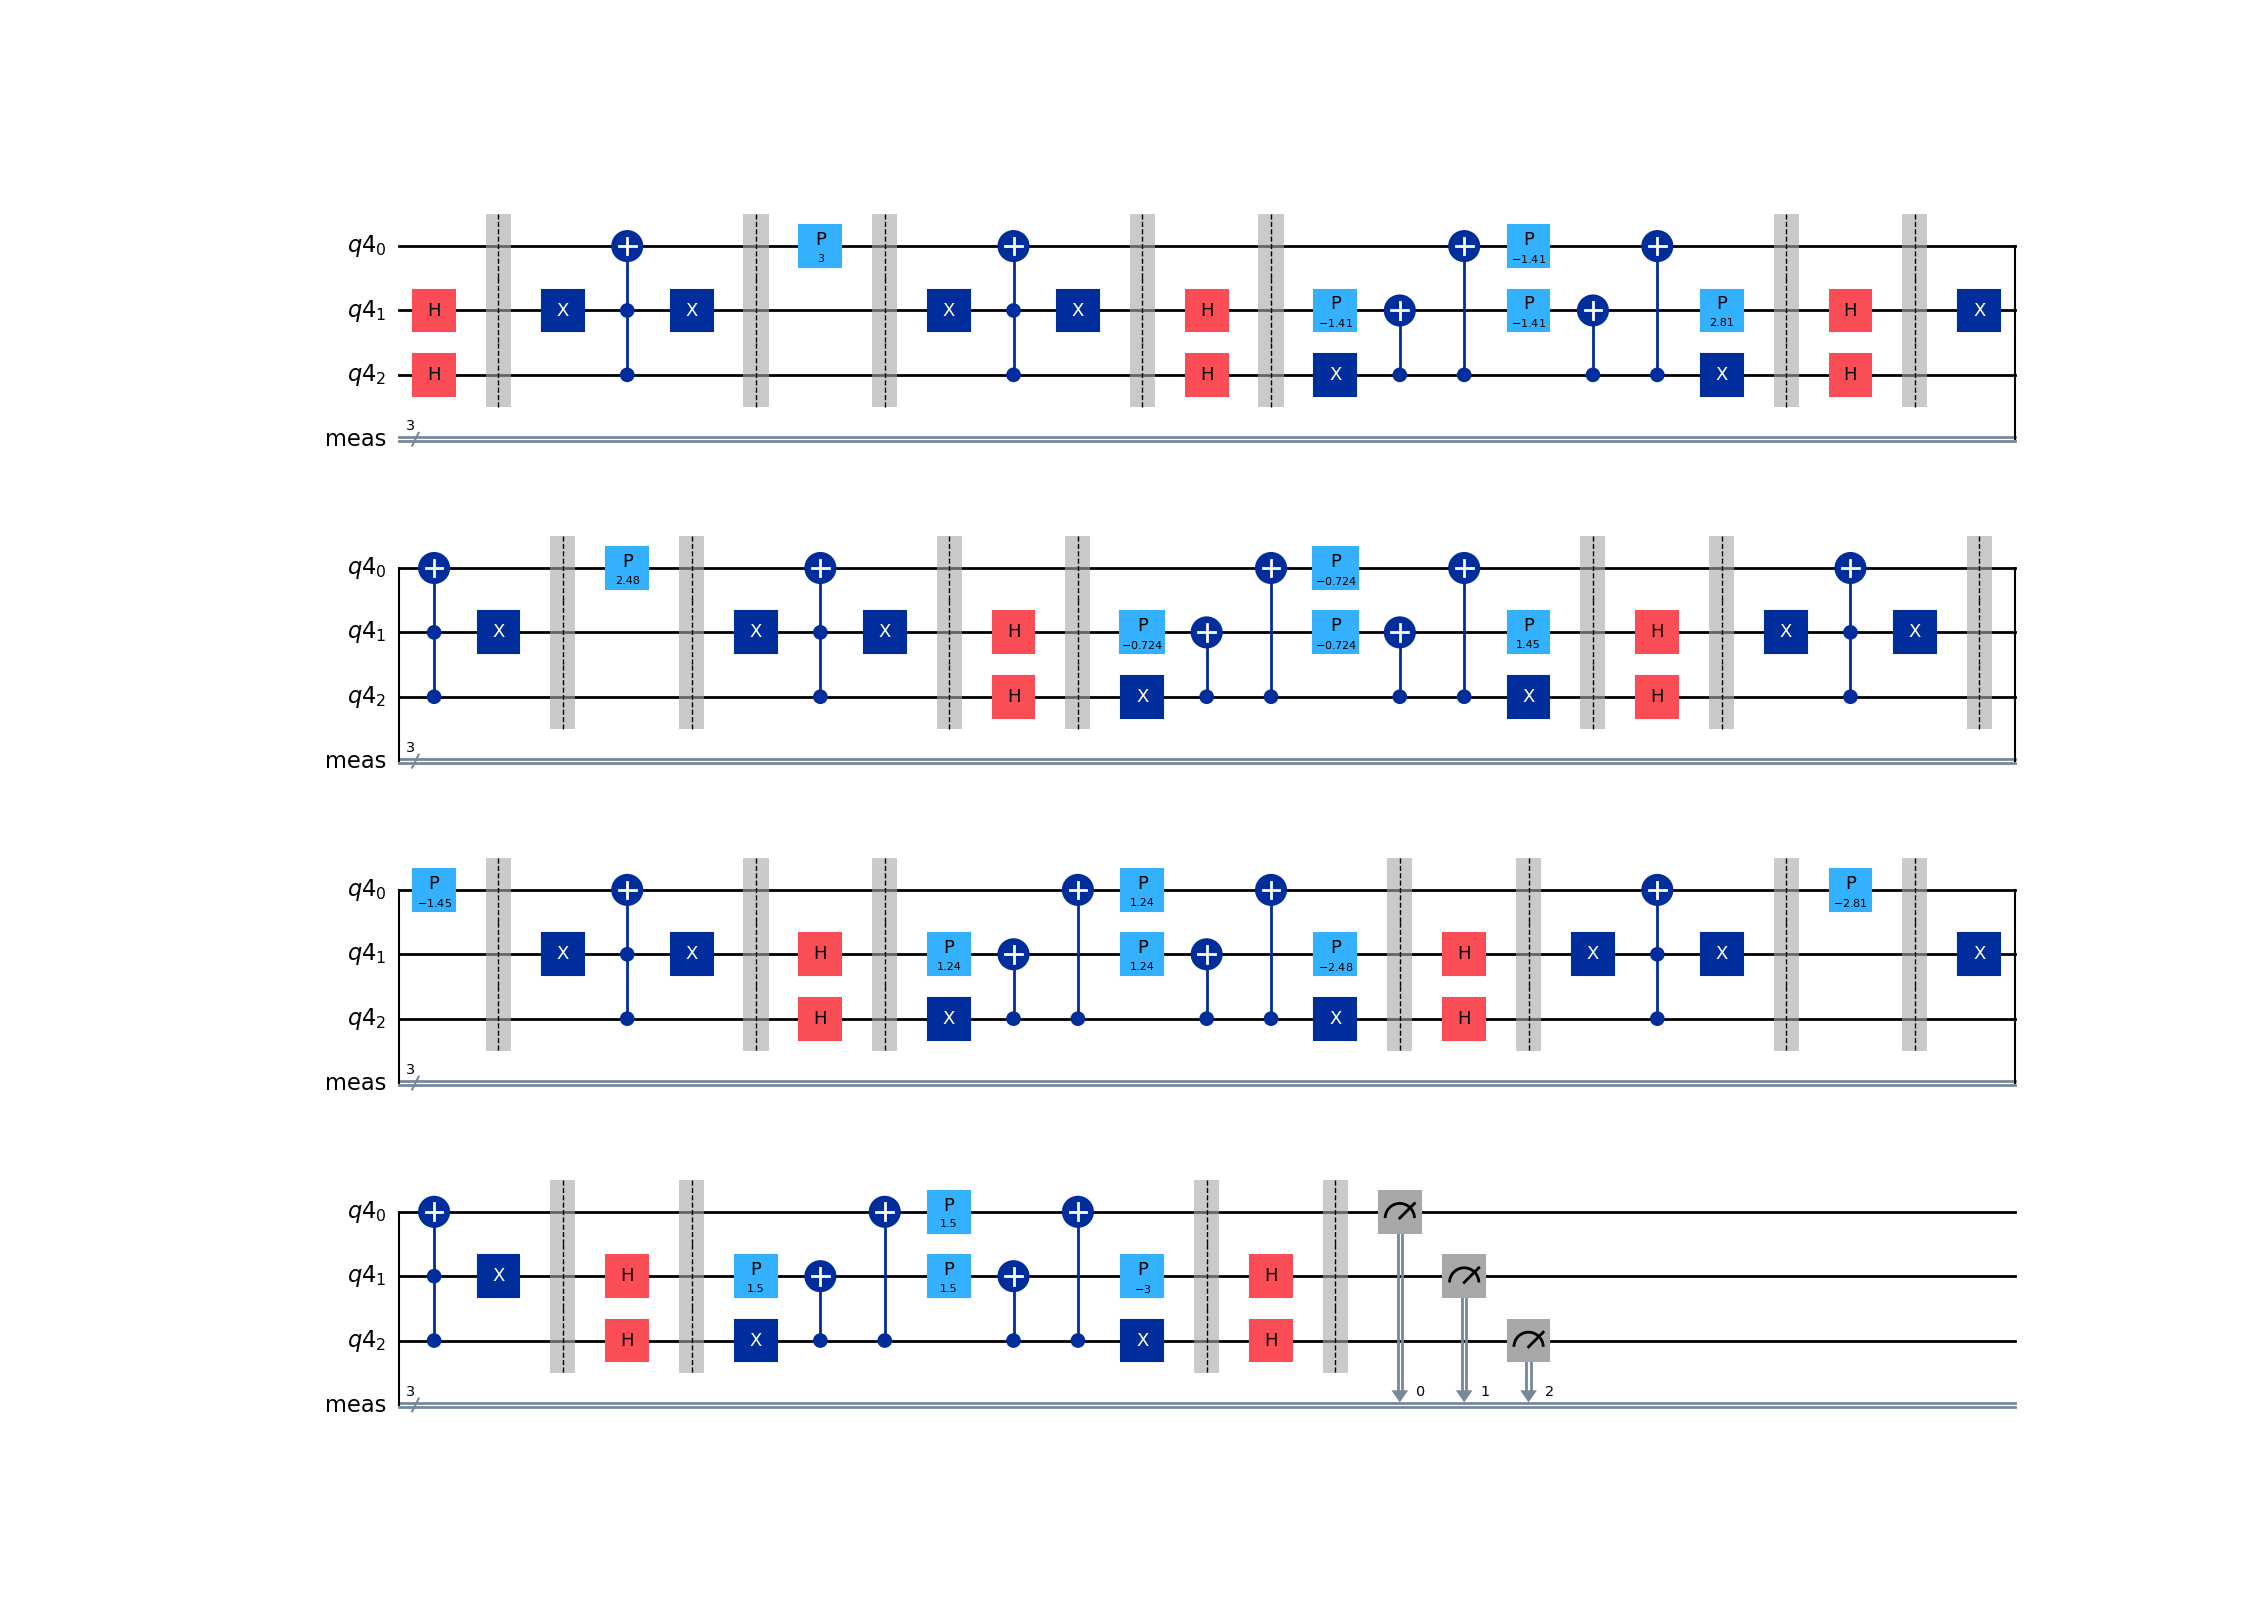 q4₀ P 3 P −1.41
q4₁ H X X X X H P −1.41 P −1.41 P 2.81 H X
q4₂ H H X X H
meas 3
q4₀ P 2.48 P −0.724
q4₁ X X X H P −0.724 P −0.724 P 1.45 H X X
q4₂ H X X H
meas 3
q4₀ P −1.45 P 1.24 P −2.81
q4₁ X X H P 1.24 P 1.24 P −2.48 H X X X
q4₂ H X X H
meas 3
q4₀ P 1.5
q4₁ X H P 1.5 P 1.5 P −3 H
q4₂ H X X H
meas 3 0 1 2